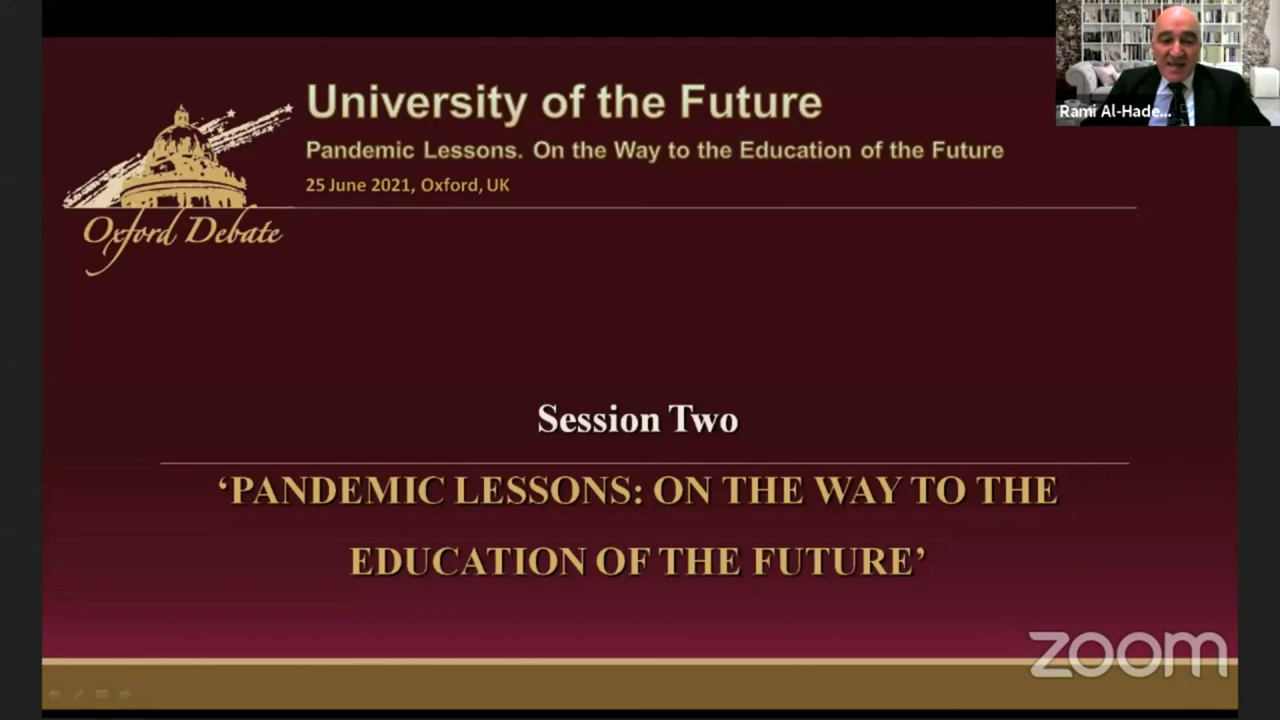 University of the Future
Pandemic Lessons. On the Way to the Education of the Future
25 June 2021, Oxford, UK
Oxford Debate
Rami Al-Hade...
Session Two
‘PANDEMIC LESSONS: ON THE WAY TO THE
EDUCATION OF THE FUTURE’
zoom